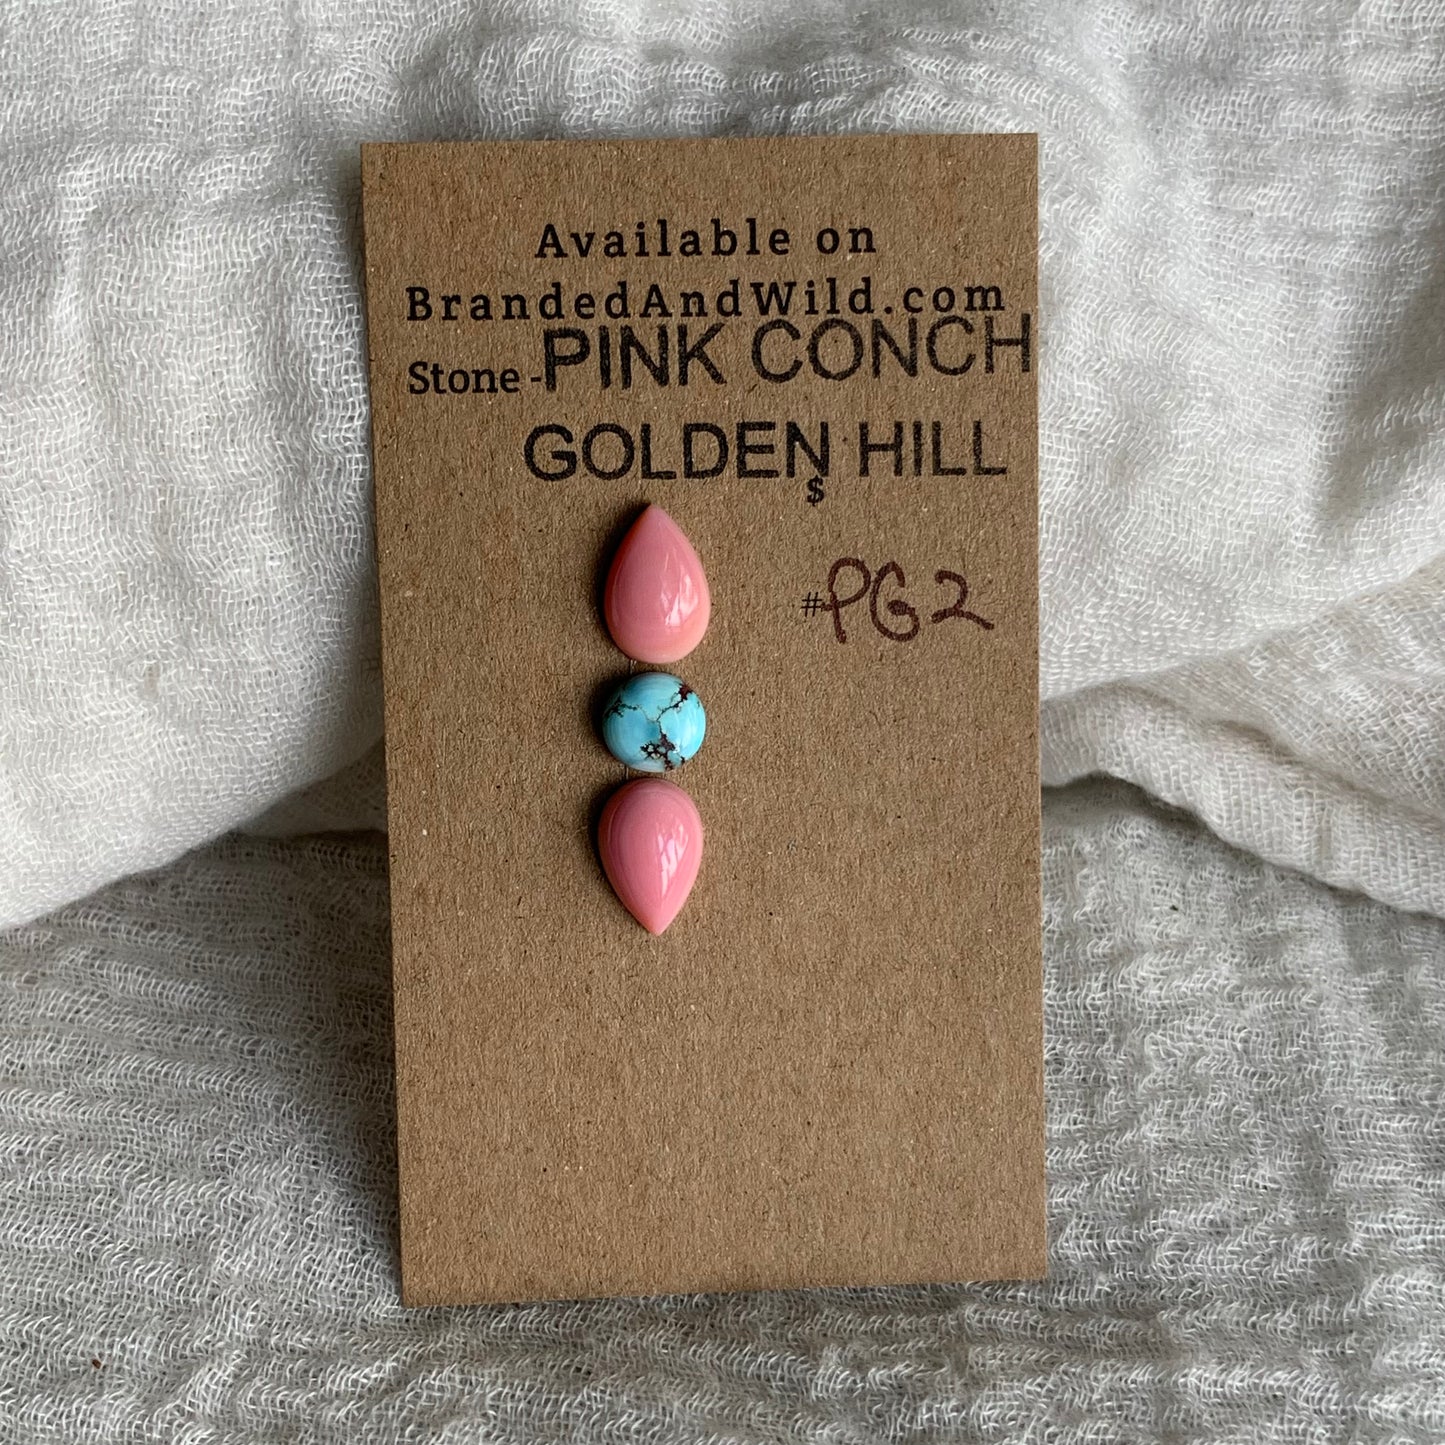 Available on
BrandedAndWild.com
Stone - PINK CONCH
GOLDEN HILL
$
#PG2